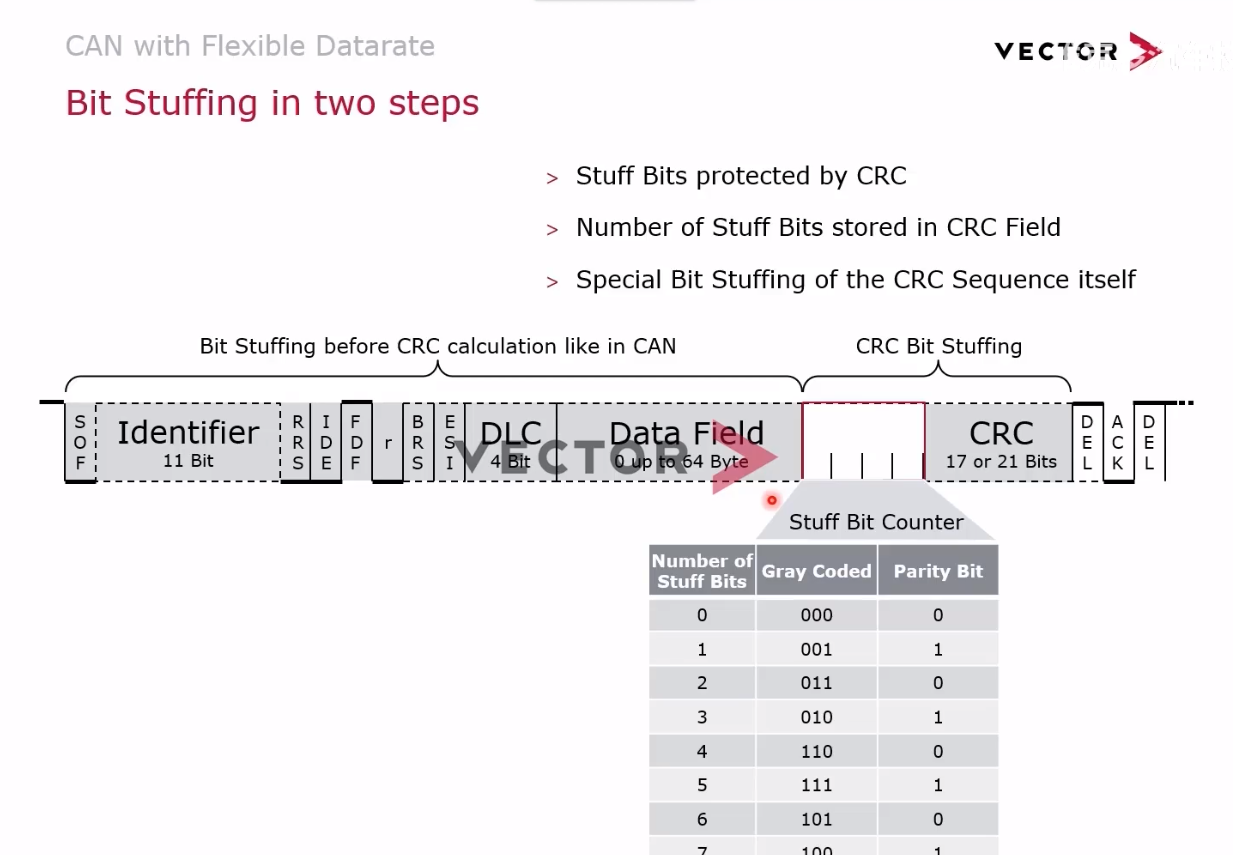 CAN with Flexible Datarate
VECTOR
Bit Stuffing in two steps
> Stuff Bits protected by CRC
> Number of Stuff Bits stored in CRC Field
> Special Bit Stuffing of the CRC Sequence itself
Bit Stuffing before CRC calculation like in CAN
CRC Bit Stuffing
SOF
Identifier
11 Bit
RRS
IDE
FDF
r
BRS
ESI
DLC
4 Bit
Data Field
0 up to 64 Byte
VECTOR
CRC
17 or 21 Bits
DEL
ACK
DEL
Stuff Bit Counter
Number of Stuff Bits Gray Coded Parity Bit
0 000 0
1 001 1
2 011 0
3 010 1
4 110 0
5 111 1
6 101 0
7 100 1